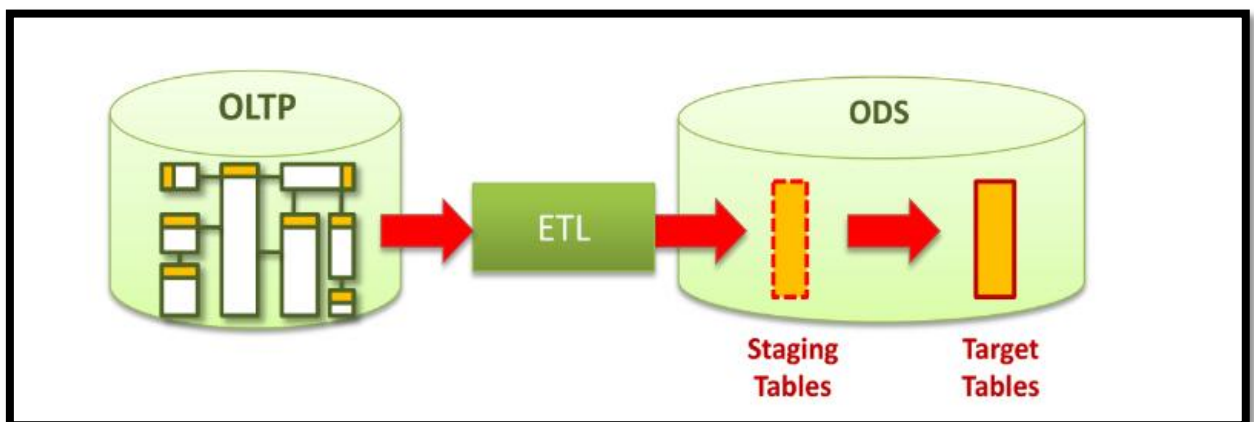 OLTP
ODS
ETL
Staging
Tables
Target
Tables